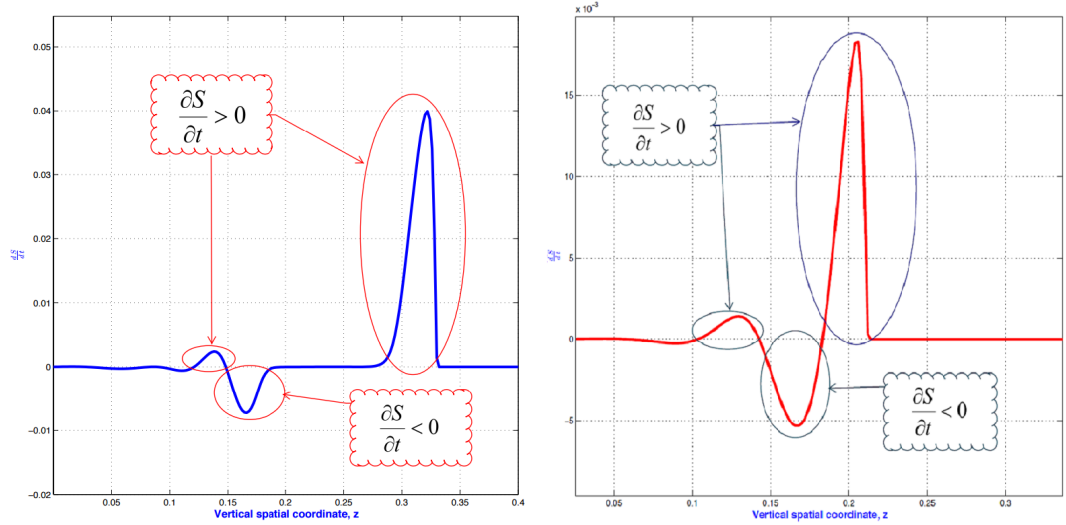 0.05
0.04
0.03
0.02
0.01
0
−0.01
−0.02
dS
dt
∂S
∂t
> 0
∂S
∂t
< 0
0.05 0.1 0.15 0.2 0.25 0.3 0.35 0.4
Vertical spatial coordinate, z
x 10⁻³
15
10
5
0
-5
dS
dt
∂S
∂t
> 0
∂S
∂t
< 0
0.05 0.1 0.15 0.2 0.25 0.3
Vertical spatial coordinate, z